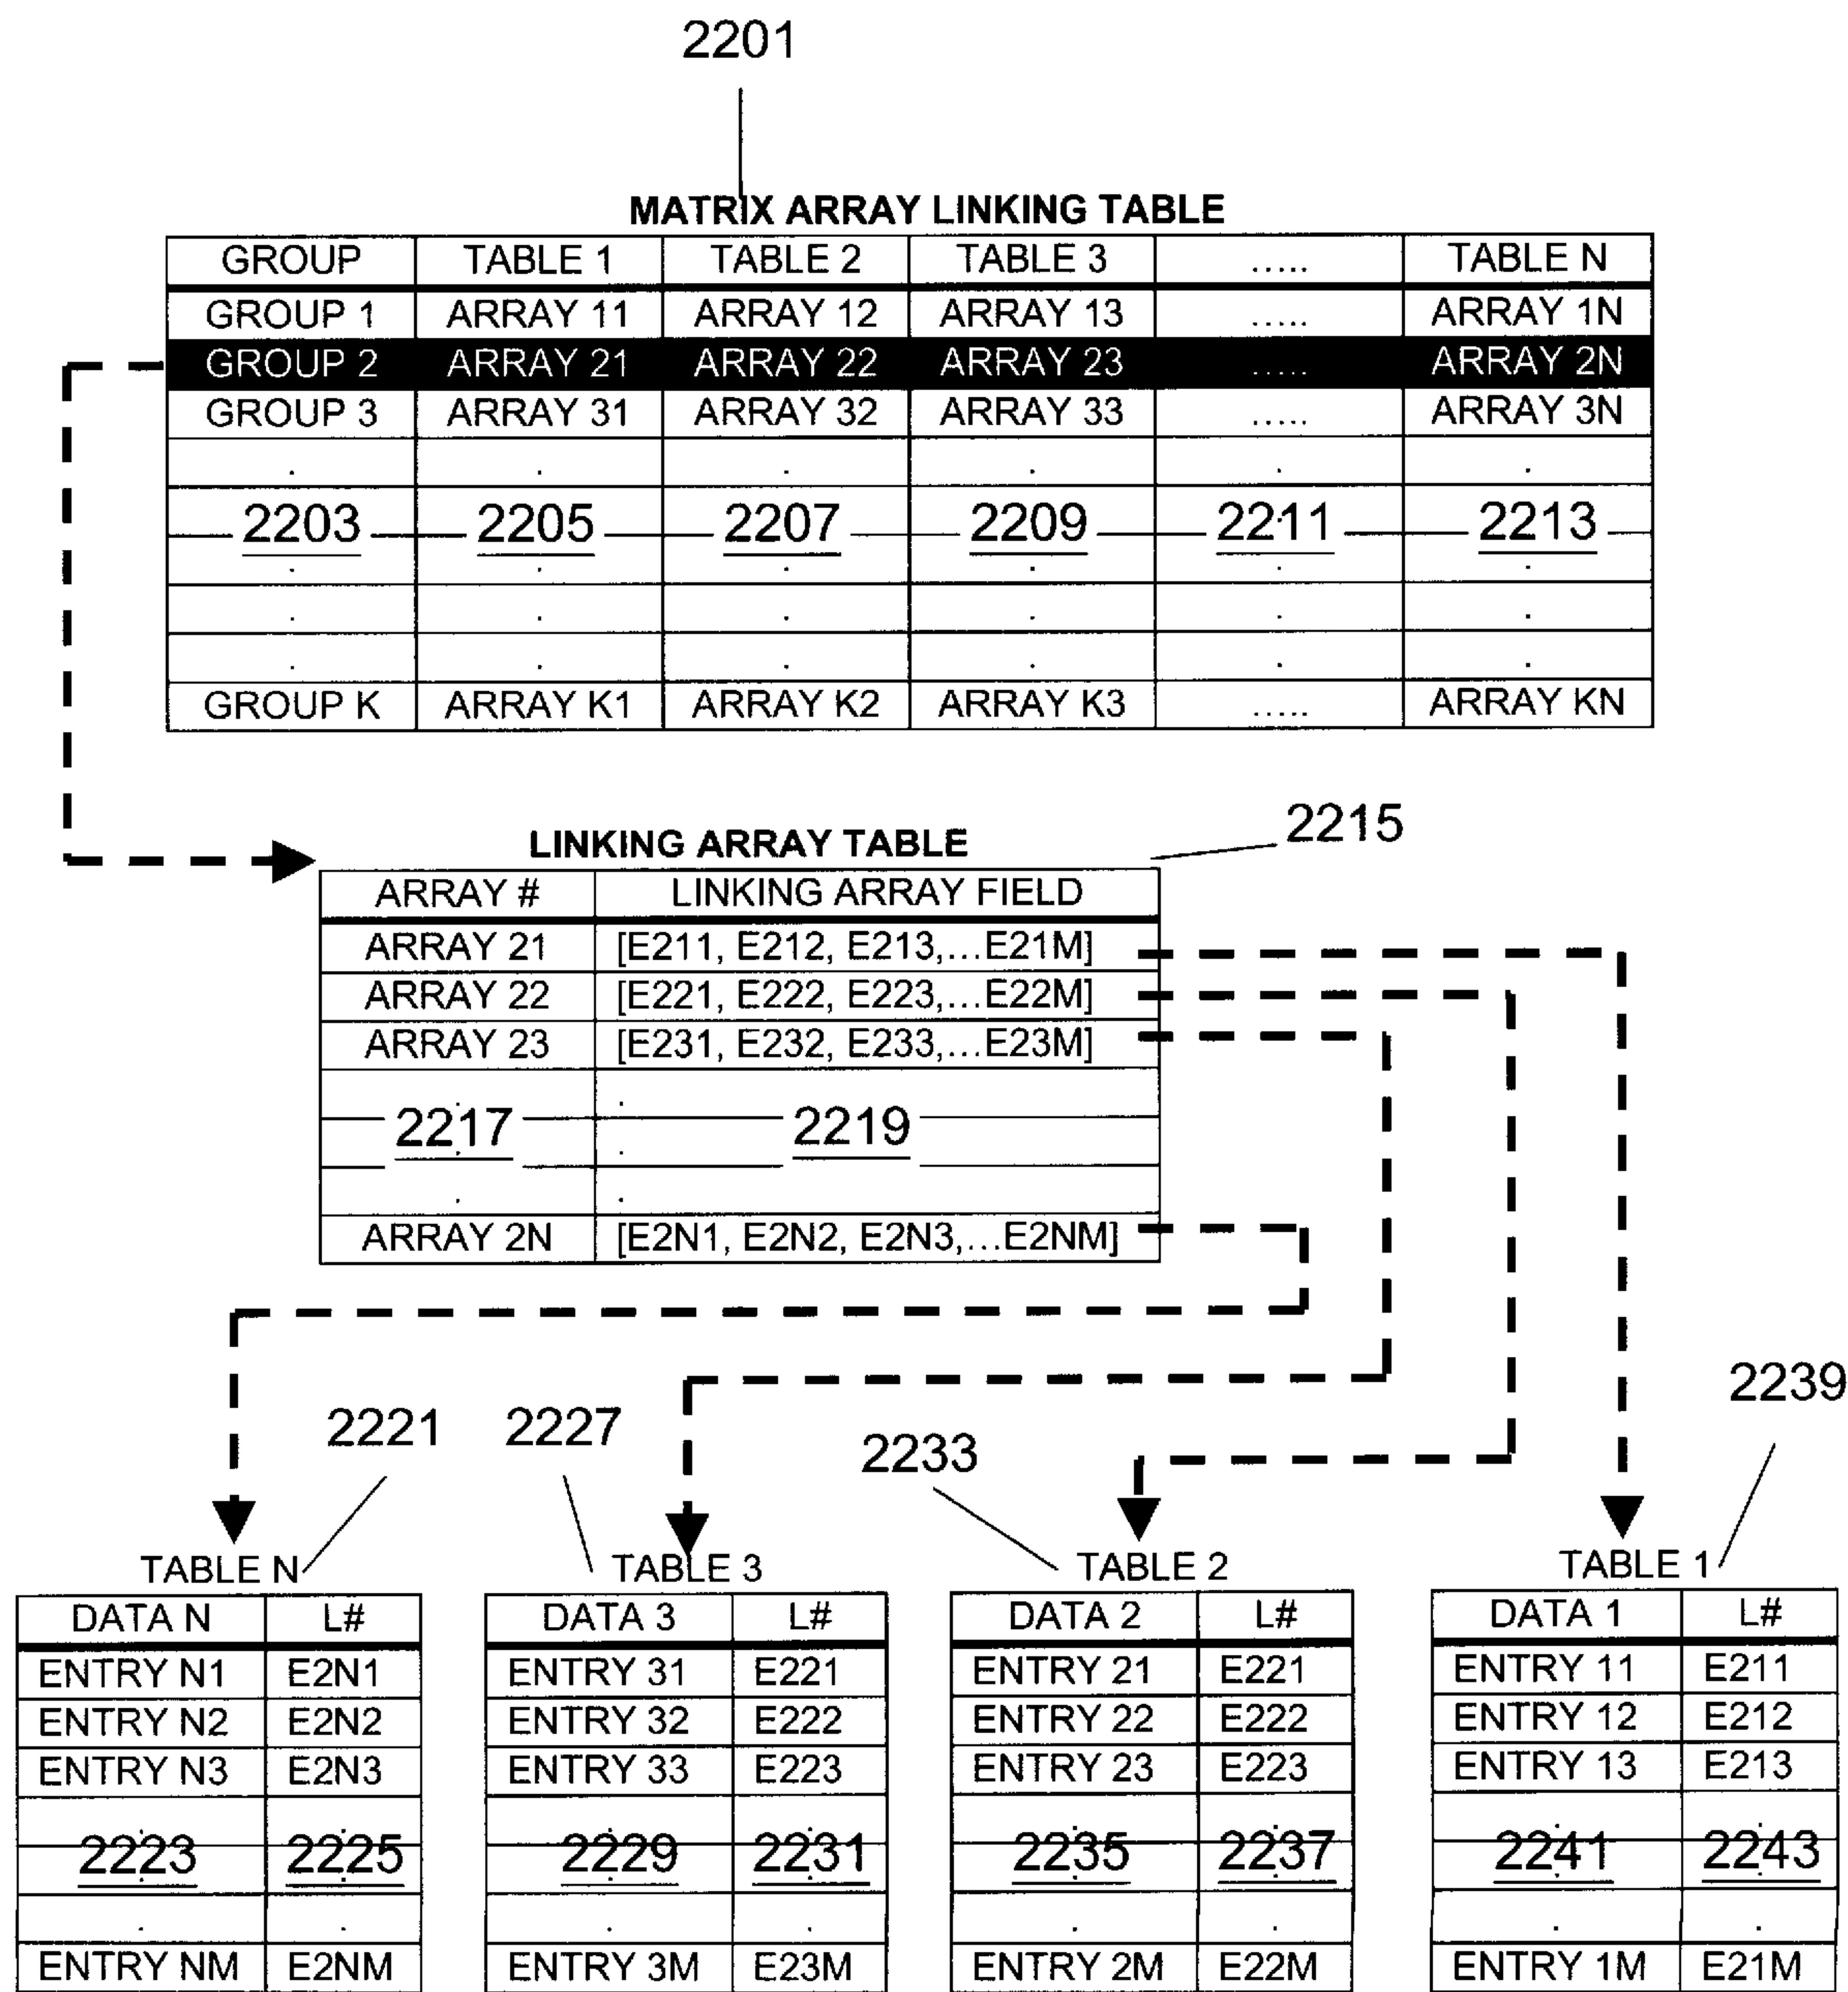 2201
MATRIX ARRAY LINKING TABLE
GROUP TABLE 1 TABLE 2 TABLE 3 ..... TABLE N
GROUP 1 ARRAY 11 ARRAY 12 ARRAY 13 ..... ARRAY 1N
GROUP 2 ARRAY 21 ARRAY 22 ARRAY 23 ..... ARRAY 2N
GROUP 3 ARRAY 31 ARRAY 32 ARRAY 33 ..... ARRAY 3N
. . . . . .
2203 2205 2207 2209 2211 2213
. . . . . .
. . . . . .
. . . . . .
GROUP K ARRAY K1 ARRAY K2 ARRAY K3 ..... ARRAY KN
2215
LINKING ARRAY TABLE
ARRAY # LINKING ARRAY FIELD
ARRAY 21 [E211, E212, E213,...E21M]
ARRAY 22 [E221, E222, E223,...E22M]
ARRAY 23 [E231, E232, E233,...E23M]
2217 2219
. .
ARRAY 2N [E2N1, E2N2, E2N3,...E2NM]
2221 2227 2233 2239
TABLE N TABLE 3 TABLE 2 TABLE 1
DATA N L# DATA 3 L# DATA 2 L# DATA 1 L#
ENTRY N1 E2N1 ENTRY 31 E221 ENTRY 21 E221 ENTRY 11 E211
ENTRY N2 E2N2 ENTRY 32 E222 ENTRY 22 E222 ENTRY 12 E212
ENTRY N3 E2N3 ENTRY 33 E223 ENTRY 23 E223 ENTRY 13 E213
2223 2225 2229 2231 2235 2237 2241 2243
. . . . . . . .
ENTRY NM E2NM ENTRY 3M E23M ENTRY 2M E22M ENTRY 1M E21M